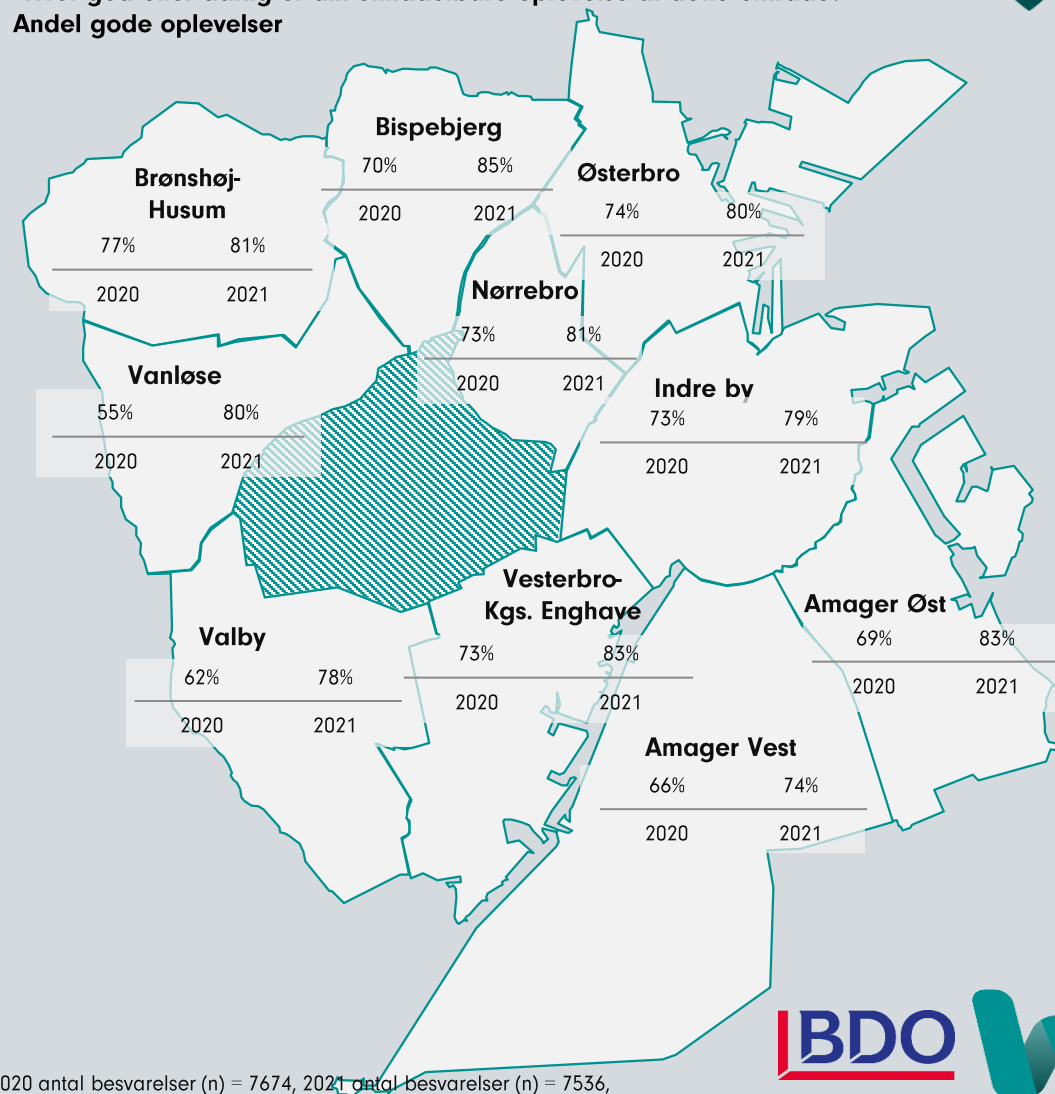 Andel gode oplevelser
Bispebjerg
70% 85%
2020 2021
Østerbro
74% 80%
2020 2021
Brønshøj-
Husum
77% 81%
2020 2021
Nørrebro
73% 81%
2020 2021
Vanløse
55% 80%
2020 2021
Indre by
73% 79%
2020 2021
Vesterbro-
Kgs. Enghave
73% 83%
2020 2021
Amager Øst
69% 83%
2020 2021
Valby
62% 78%
2020 2021
Amager Vest
66% 74%
2020 2021
BDO
020 antal besvarelser (n) = 7674, 2021 antal besvarelser (n) = 7536,